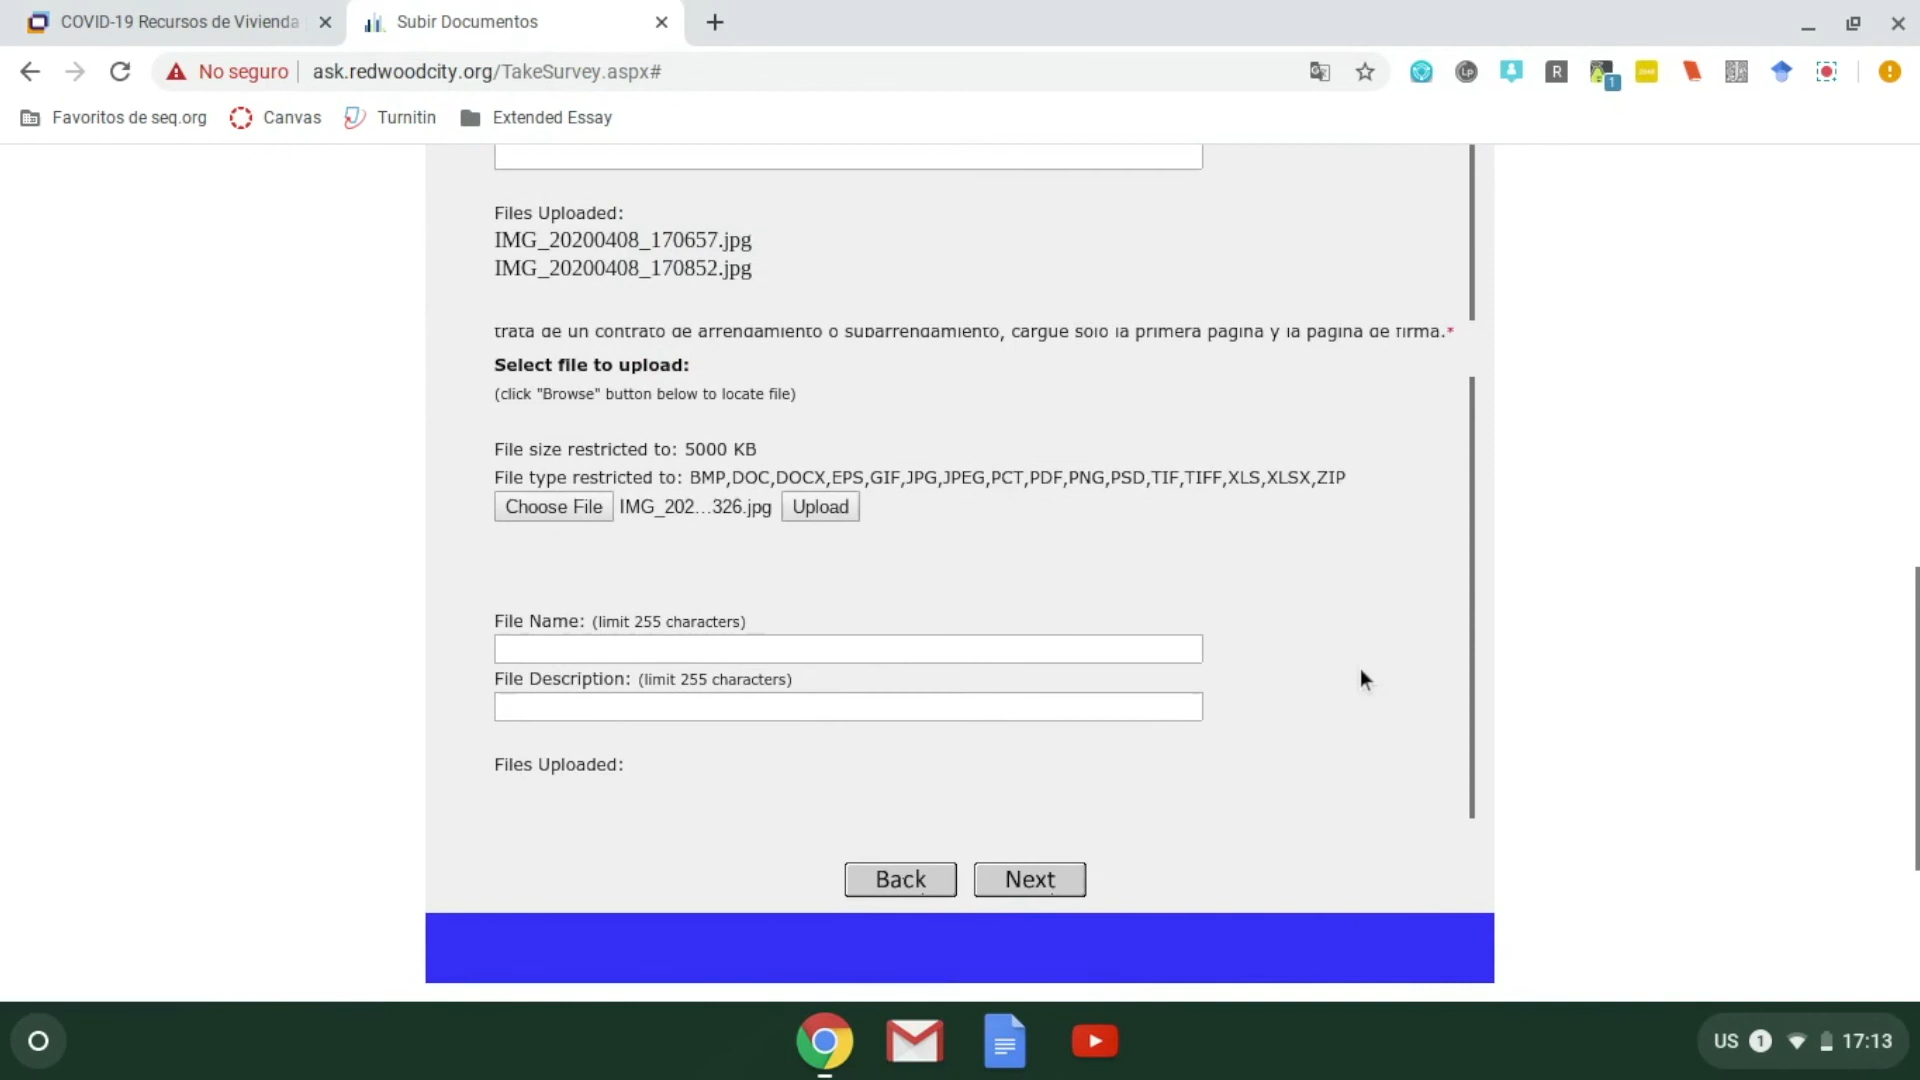 COVID-19 Recursos de Vivienda
Subir Documentos
No seguro
ask.redwoodcity.org/TakeSurvey.aspx#
Lp
R
1
Favoritos de seq.org
Canvas
Turnitin
Extended Essay
Files Uploaded:
IMG_20200408_170657.jpg
IMG_20200408_170852.jpg
trata de un contrato de arrendamiento o subarrendamiento, cargue solo la primera pagina y la pagina de firma.*
Select file to upload:
(click "Browse" button below to locate file)
File size restricted to: 5000 KB
File type restricted to: BMP,DOC,DOCX,EPS,GIF,JPG,JPEG,PCT,PDF,PNG,PSD,TIF,TIFF,XLS,XLSX,ZIP
Choose File IMG_202...326.jpg Upload
File Name: (limit 255 characters)
File Description: (limit 255 characters)
Files Uploaded:
Back
Next
US 1 17:13